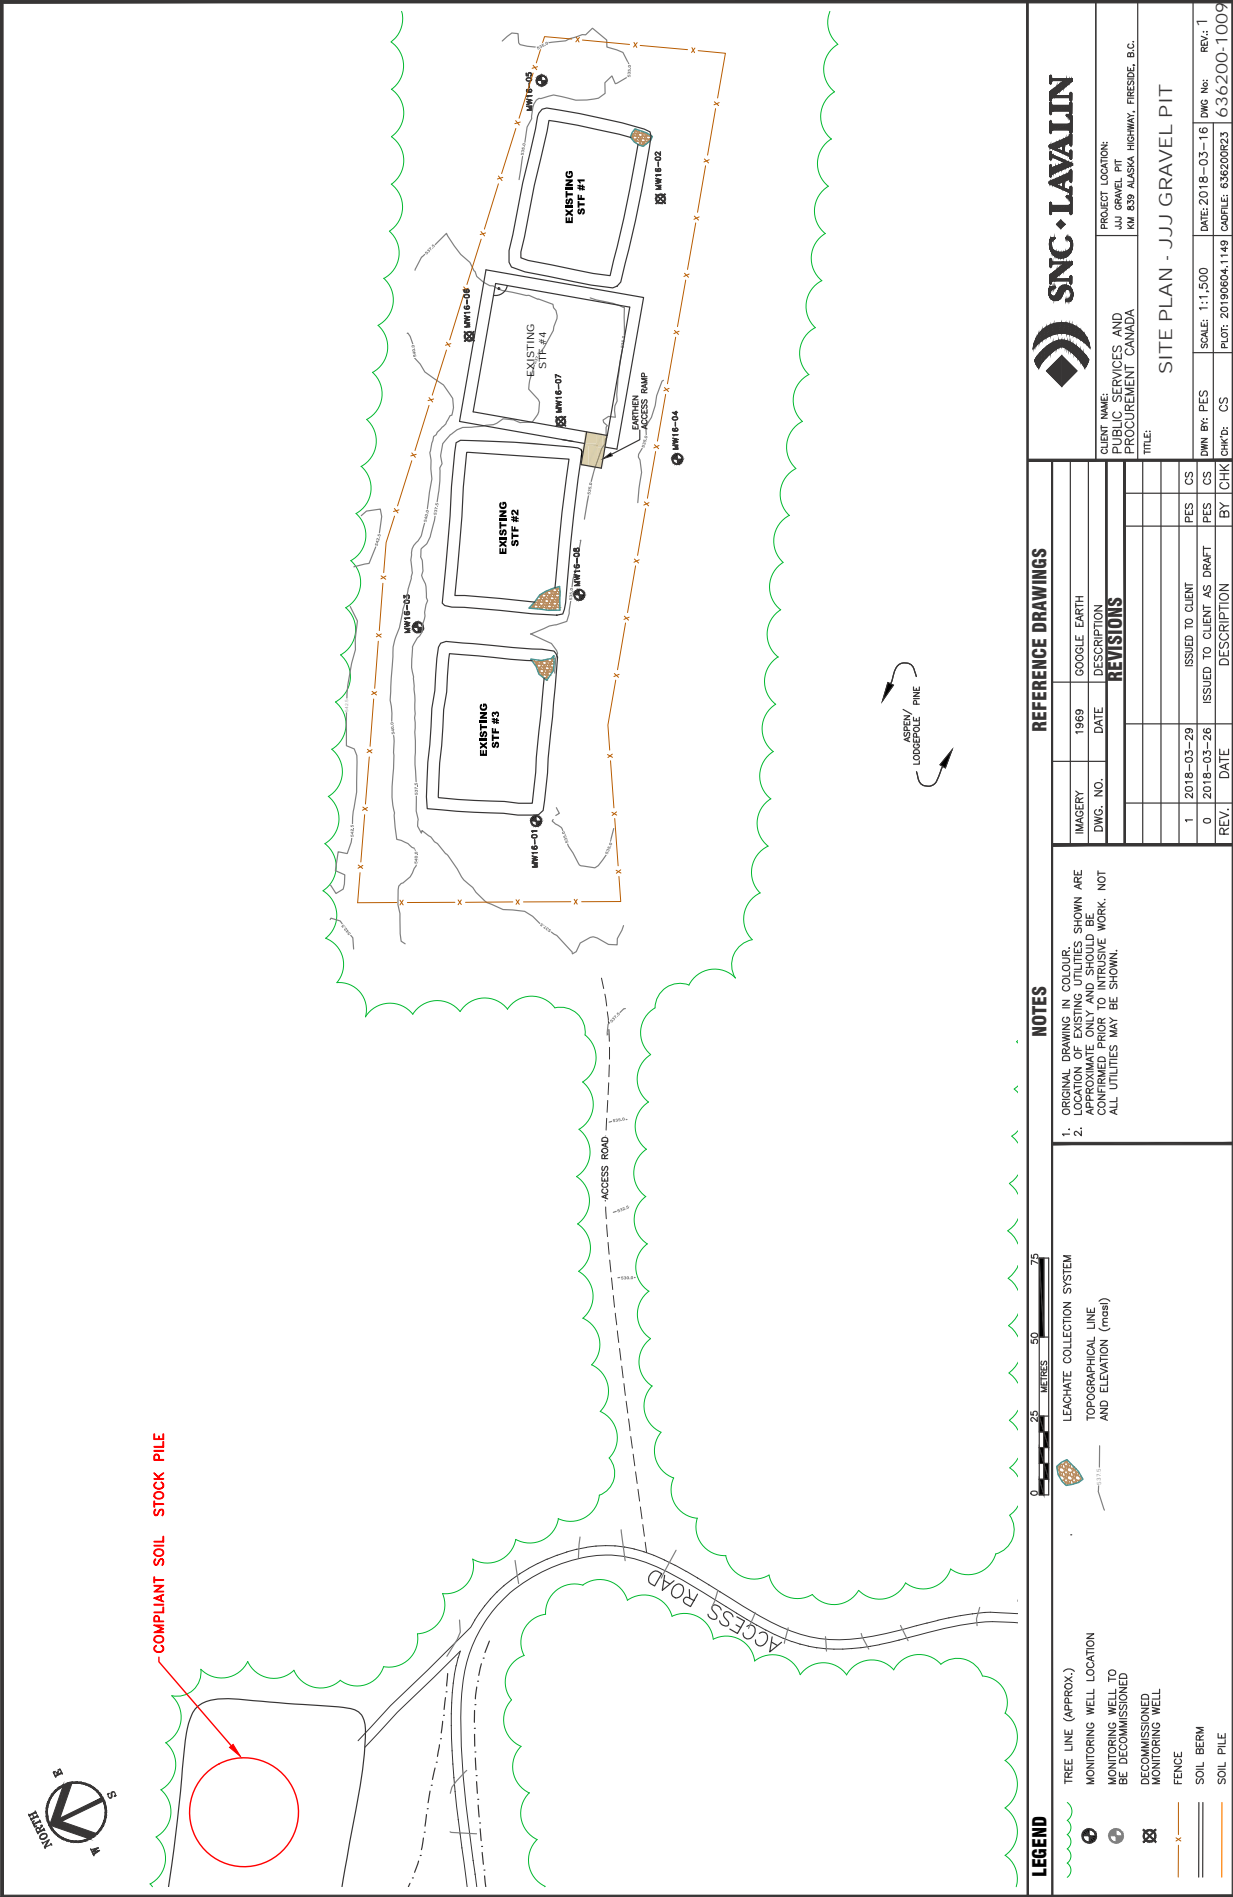 COMPLIANT SOIL STOCK PILE
NORTH
E
S
W
ACCESS ROAD
ACCESS ROAD
MW16-05
MW16-02
MW16-06
MW16-07
MW16-04
MW16-03
MW16-08
MW16-01
EXISTING
STF #1
EXISTING
STF #4
EXISTING
STF #2
EXISTING
STF #3
EARTHEN
ACCESS RAMP
ASPEN/
LODGEPOLE PINE
LEGEND
TREE LINE (APPROX.)
MONITORING WELL LOCATION
MONITORING WELL TO
BE DECOMMISSIONED
DECOMMISSIONED
MONITORING WELL
FENCE
SOIL BERM
SOIL PILE
0 25 50 75
METRES
LEACHATE COLLECTION SYSTEM
537.5
TOPOGRAPHICAL LINE
AND ELEVATION (masl)
NOTES
1. ORIGINAL DRAWING IN COLOUR.
2. LOCATION OF EXISTING UTILITIES SHOWN ARE
APPROXIMATE ONLY AND SHOULD BE
CONFIRMED PRIOR TO INTRUSIVE WORK. NOT
ALL UTILITIES MAY BE SHOWN.
REFERENCE DRAWINGS
IMAGERY 1969 GOOGLE EARTH
DWG. NO. DATE DESCRIPTION
REVISIONS
1 2018-03-29 ISSUED TO CLIENT PES CS
0 2018-03-26 ISSUED TO CLIENT AS DRAFT PES CS
REV. DATE DESCRIPTION BY CHK
SNC•LAVALIN
CLIENT NAME:
PUBLIC SERVICES AND
PROCUREMENT CANADA
PROJECT LOCATION:
JJJ GRAVEL PIT
KM 839 ALASKA HIGHWAY, FIRESIDE, B.C.
TITLE:
SITE PLAN - JJJ GRAVEL PIT
DWN BY: PES SCALE: 1:1,500 DATE: 2018-03-16 DWG No: REV.: 1
CHK'D: CS PLOT: 20190604.1149 CADFILE: 636200R23 636200-1009